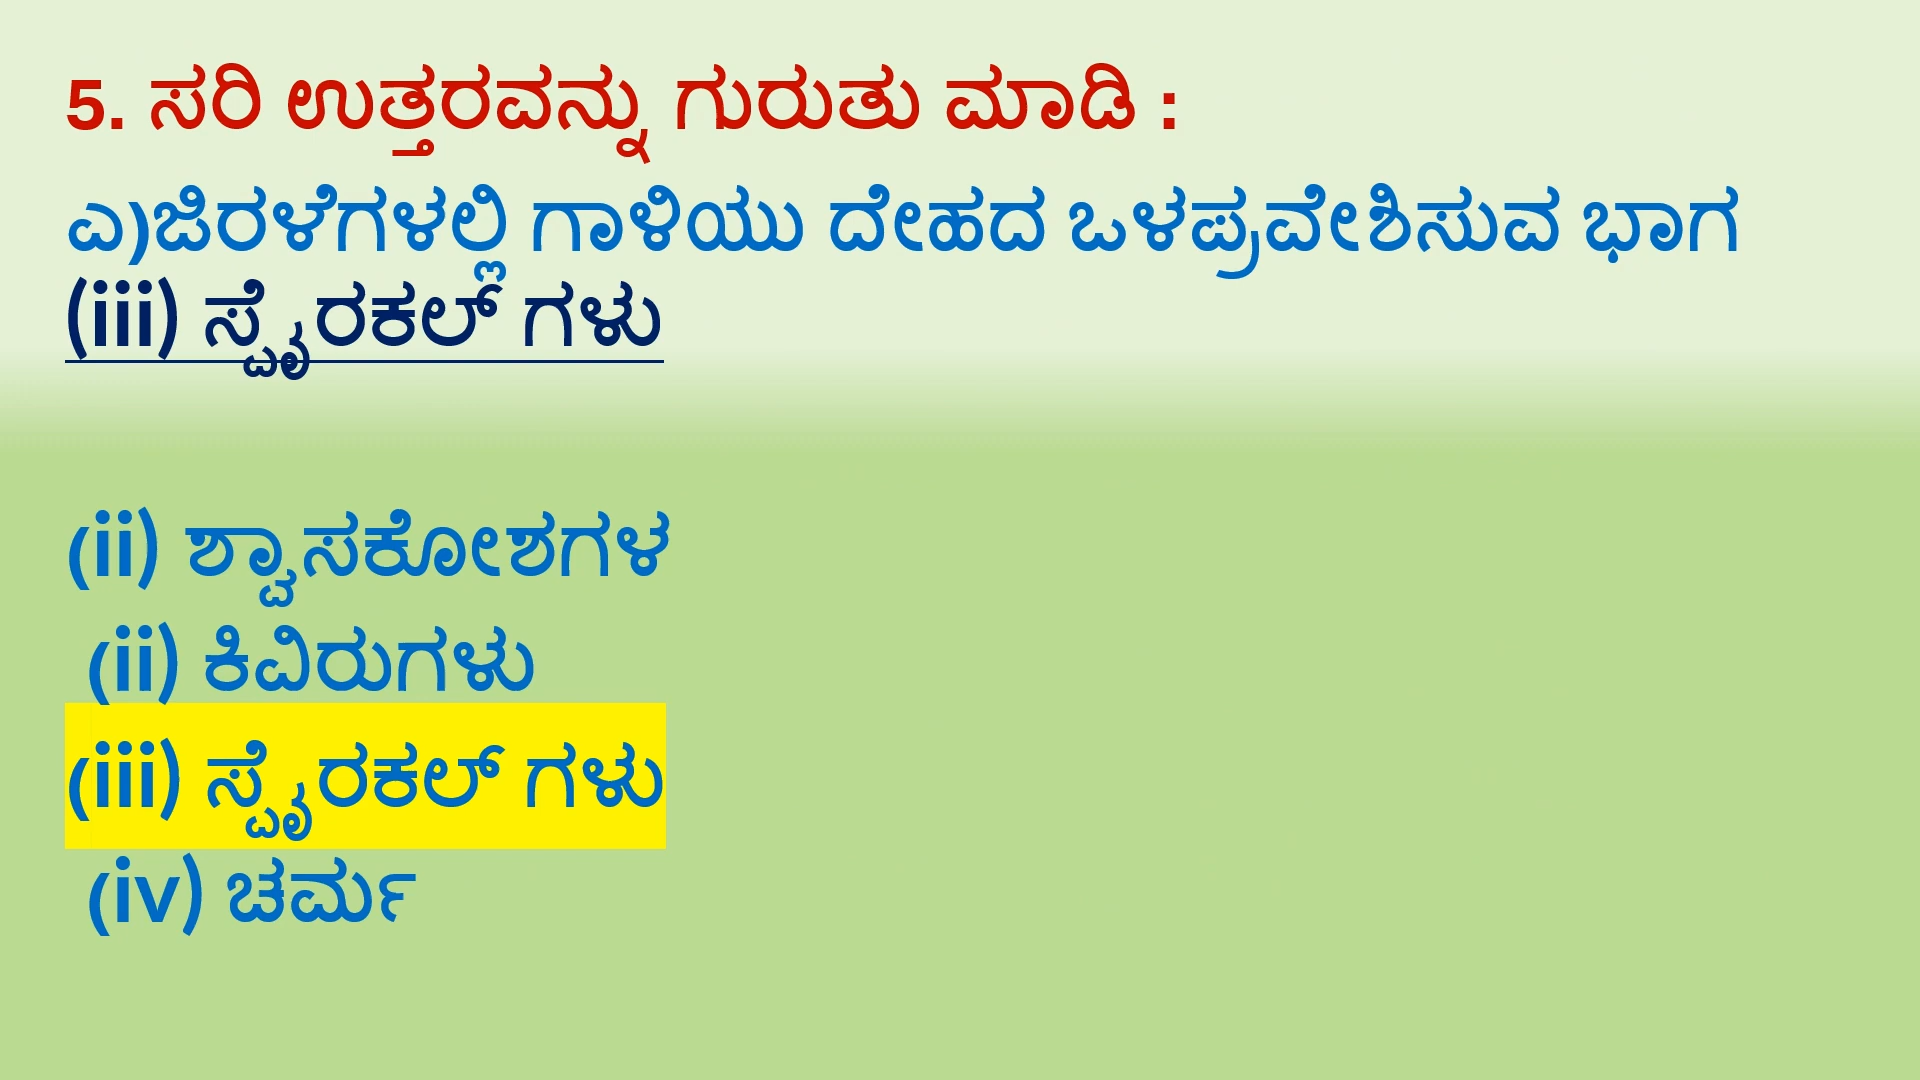 5. ಸರಿ ಉತ್ತರವನ್ನು ಗುರುತು ಮಾಡಿ :
ಎ)ಜಿರಳೆಗಳಲ್ಲಿ ಗಾಳಿಯು ದೇಹದ ಒಳಪ್ರವೇಶಿಸುವ ಭಾಗ
(iii) ಸ್ಪೈರಕಲ್ ಗಳು
(ii) ಶ್ವಾಸಕೋಶಗಳ
(ii) ಕಿವಿರುಗಳು
(iii) ಸ್ಪೈರಕಲ್ ಗಳು
(iv) ಚರ್ಮ